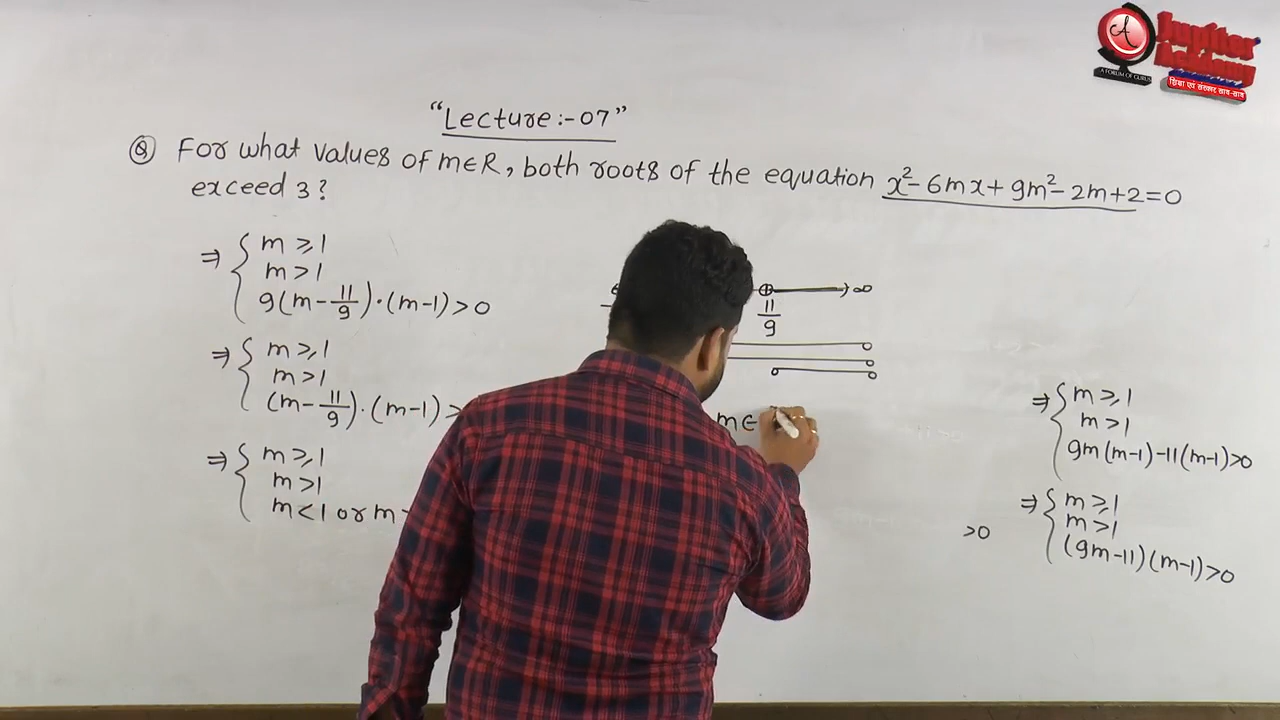 Jupiter
Academy
A FORUM OF GURUS
शिक्षा एवं संस्कार साथ-साथ
“Lecture:-07”
Q For what values of m∈R, both roots of the equation x²-6mx+9m²-2m+2=0
exceed 3?
⇒ { m ≥ 1
m > 1
9(m-11/9)·(m-1)>0
⇒ { m ≥ 1
m > 1
(m-11/9)·(m-1)>
⇒ { m ≥ 1
m > 1
m < 1 or m
∞
11/9
m∈
⇒ { m ≥ 1
m > 1
9m(m-1)-11(m-1)>0
>0
⇒ { m ≥ 1
m > 1
(9m-11)(m-1)>0